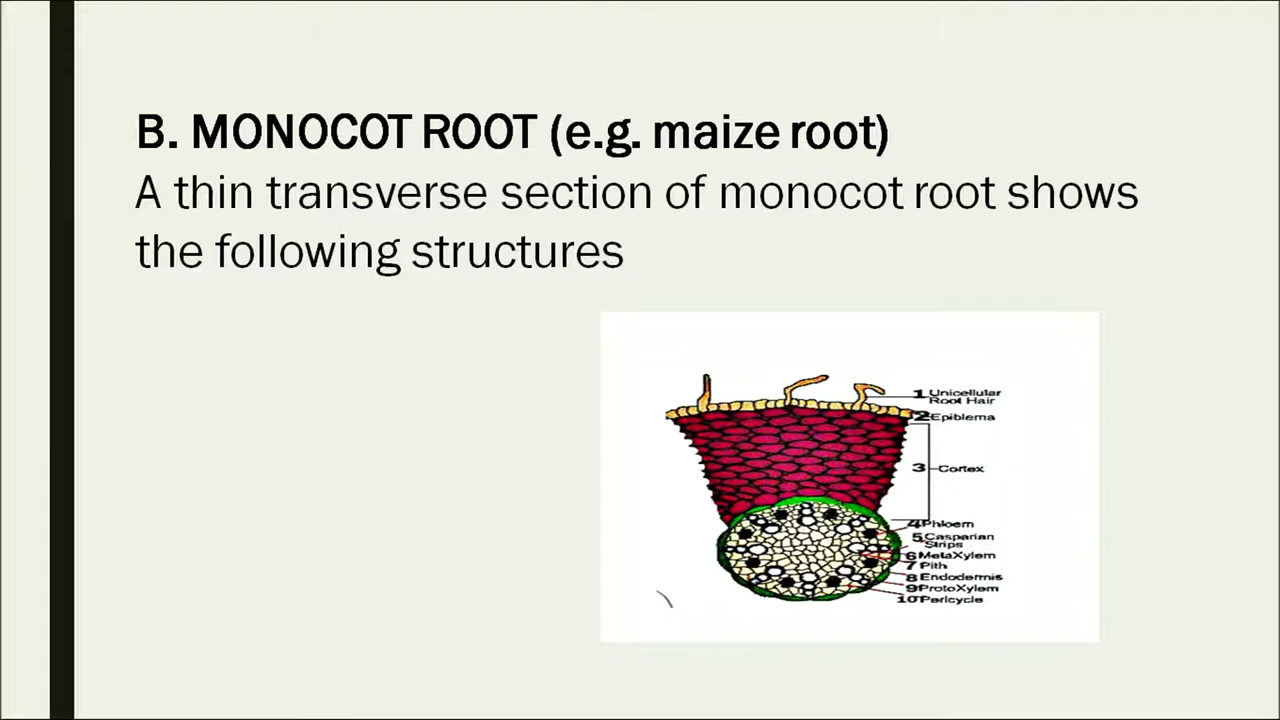 B. MONOCOT ROOT (e.g. maize root)
A thin transverse section of monocot root shows
the following structures
1 Unicellular
Root Hair
2 Epiblema
3 Cortex
4 Phloem
5 Casparian
Strips
6 MetaXylem
7 Pith
8 Endodermis
9 ProtoXylem
10 Pericycle